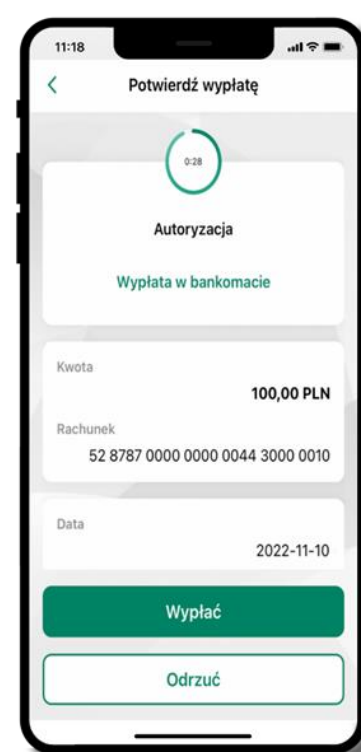 11:18
Potwierdź wypłatę
0:28
Autoryzacja
Wypłata w bankomacie
Kwota
100,00 PLN
Rachunek
52 8787 0000 0000 0044 3000 0010
Data
2022-11-10
Wypłać
Odrzuć